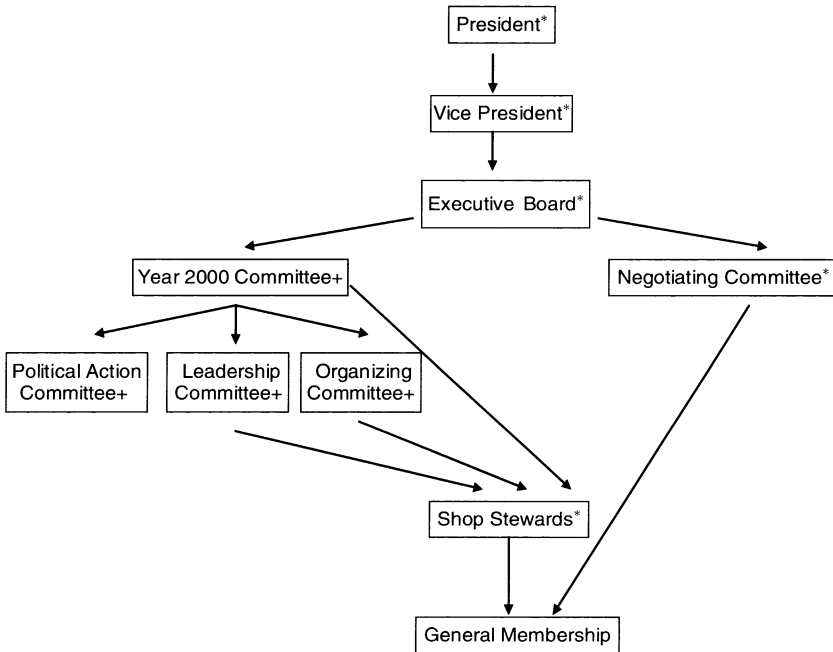 President*
Vice President*
Executive Board*
Year 2000 Committee+
Negotiating Committee*
Political Action
Committee+
Leadership
Committee+
Organizing
Committee+
Shop Stewards*
General Membership